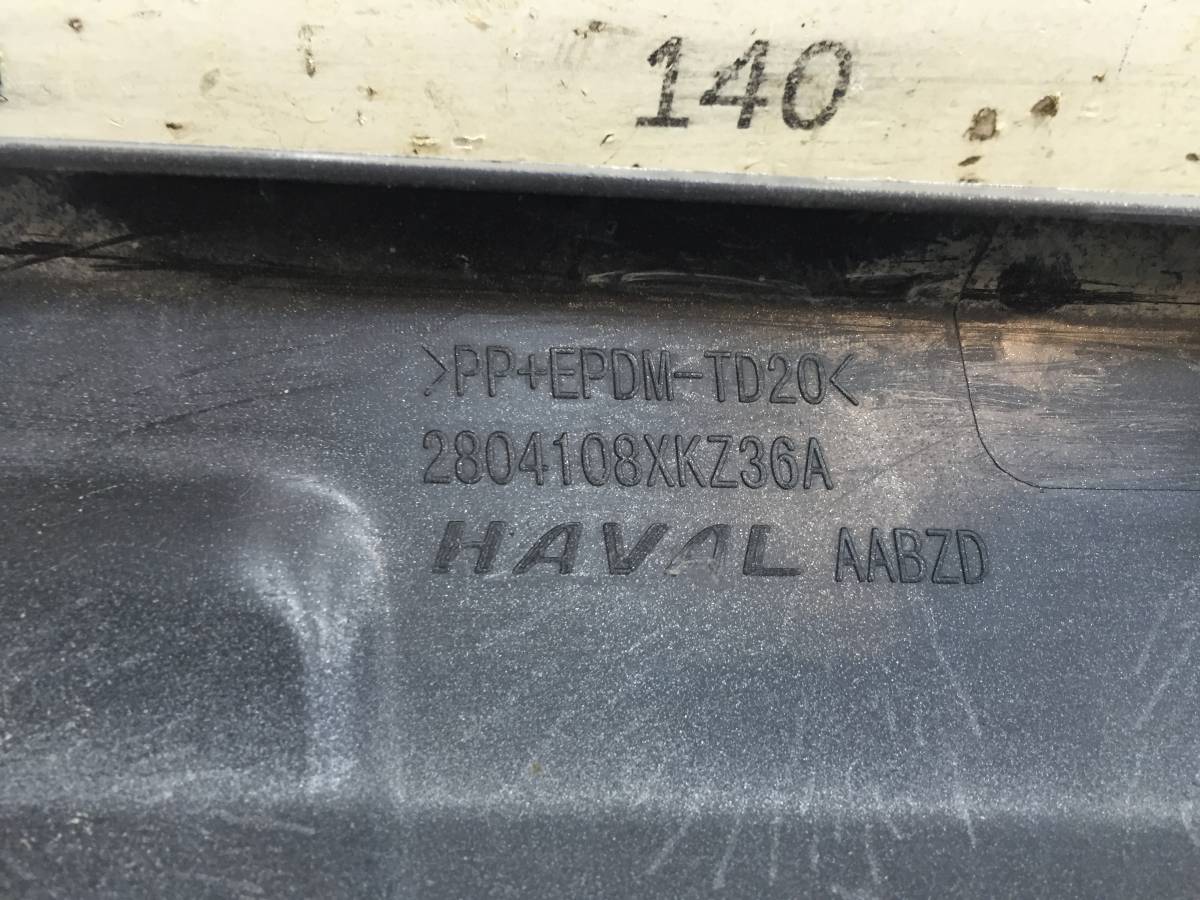 140
>PP+EPDM-TD20<
2804108XKZ36A
HAVAL AABZD